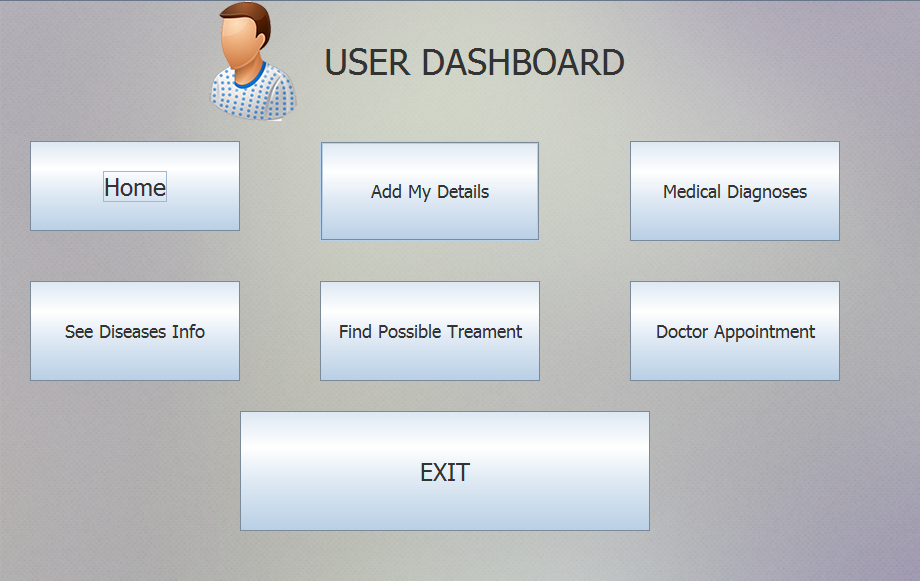 USER DASHBOARD
Home
Add My Details
Medical Diagnoses
See Diseases Info
Find Possible Treament
Doctor Appointment
EXIT